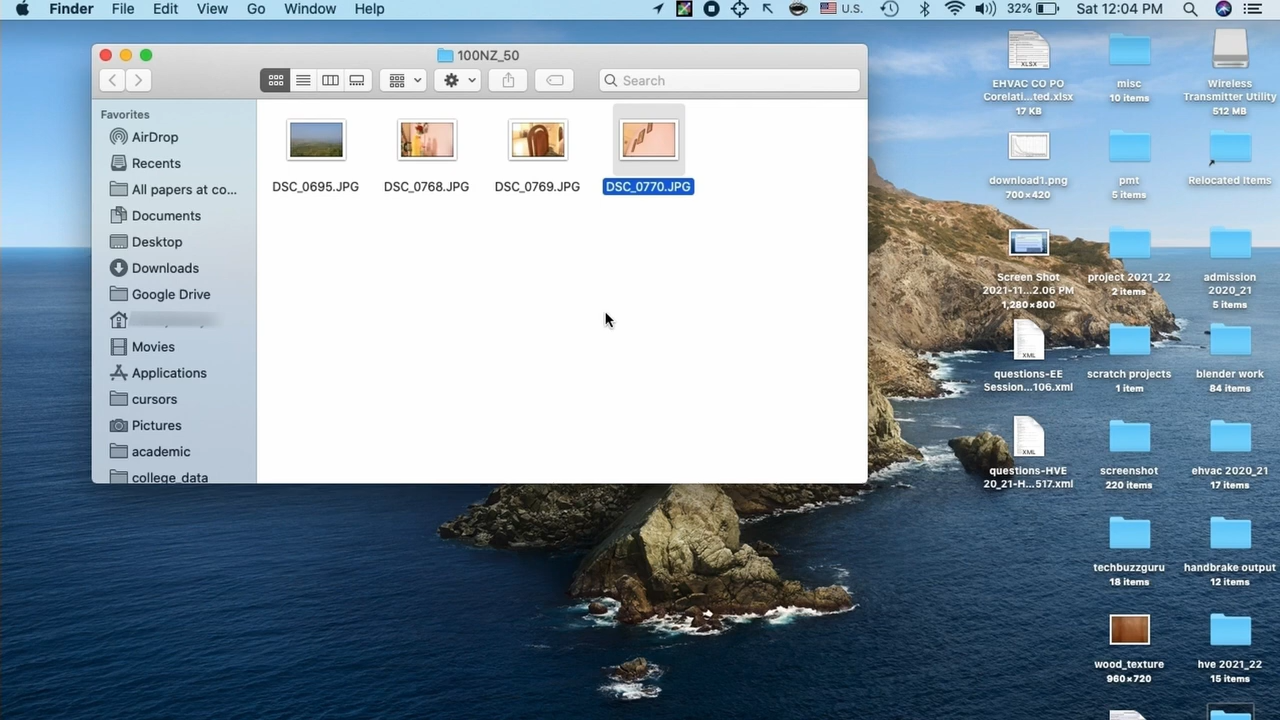 Finder File Edit View Go Window Help U.S. 32% Sat 12:04 PM
100NZ_50
Search
Favorites
AirDrop
Recents
All papers at co...
Documents
Desktop
Downloads
Google Drive
Movies
Applications
cursors
Pictures
academic
college_data
DSC_0695.JPG DSC_0768.JPG DSC_0769.JPG DSC_0770.JPG
XLSX
EHVAC CO PO
Corelati....ted.xlsx
17 KB
misc
10 items
Wireless
Transmitter Utility
512 MB
download1.png
700×420
pmt
5 items
Relocated Items
Screen Shot
2021-11...2.06 PM
1,280×800
project 2021_22
2 items
admission
2020_21
5 items
XML
questions-EE
Session...106.xml
scratch projects
1 item
blender work
84 items
XML
questions-HVE
20_21-H...517.xml
screenshot
220 items
ehvac 2020_21
17 items
techbuzzguru
18 items
handbrake output
12 items
wood_texture
960×720
hve 2021_22
15 items